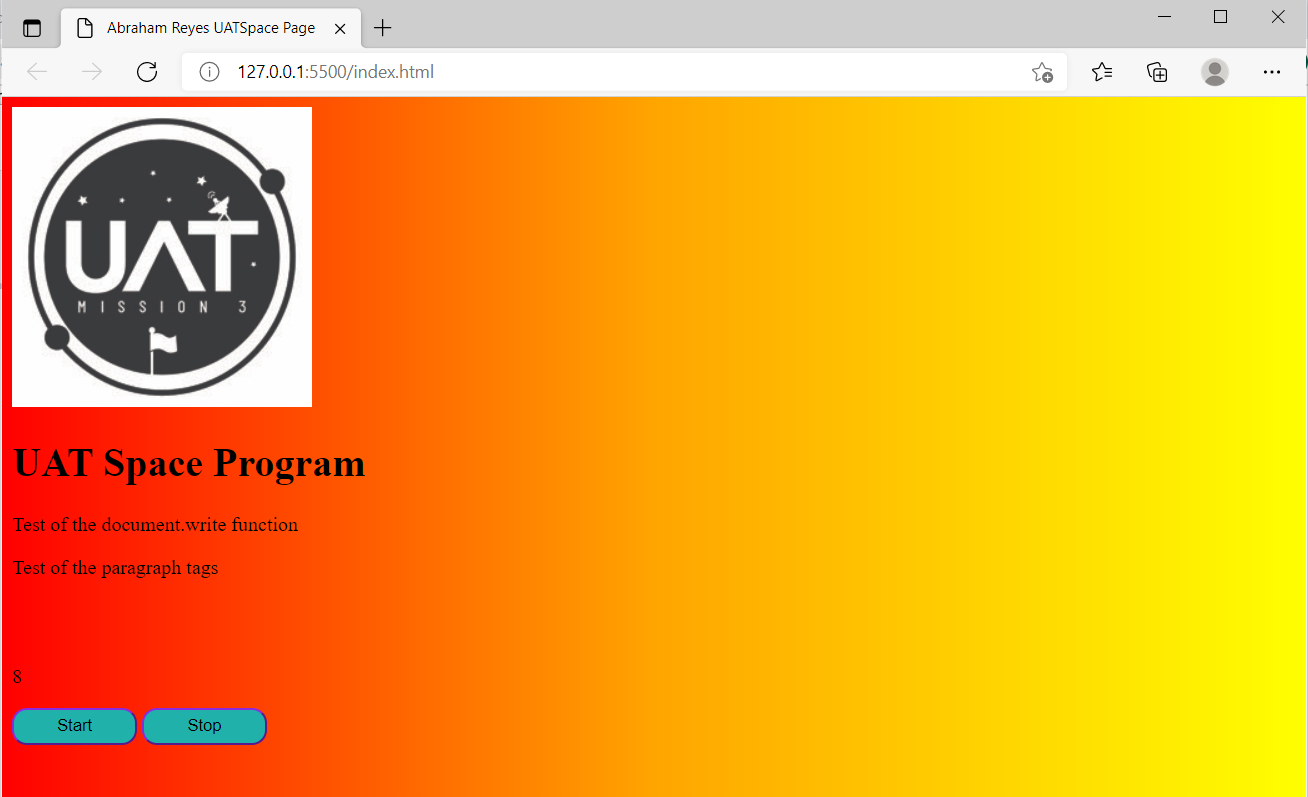 Abraham Reyes UATSpace Page
127.0.0.1:5500/index.html
UAT
MISSION 3
UAT Space Program
Test of the document.write function
Test of the paragraph tags
8
Start Stop